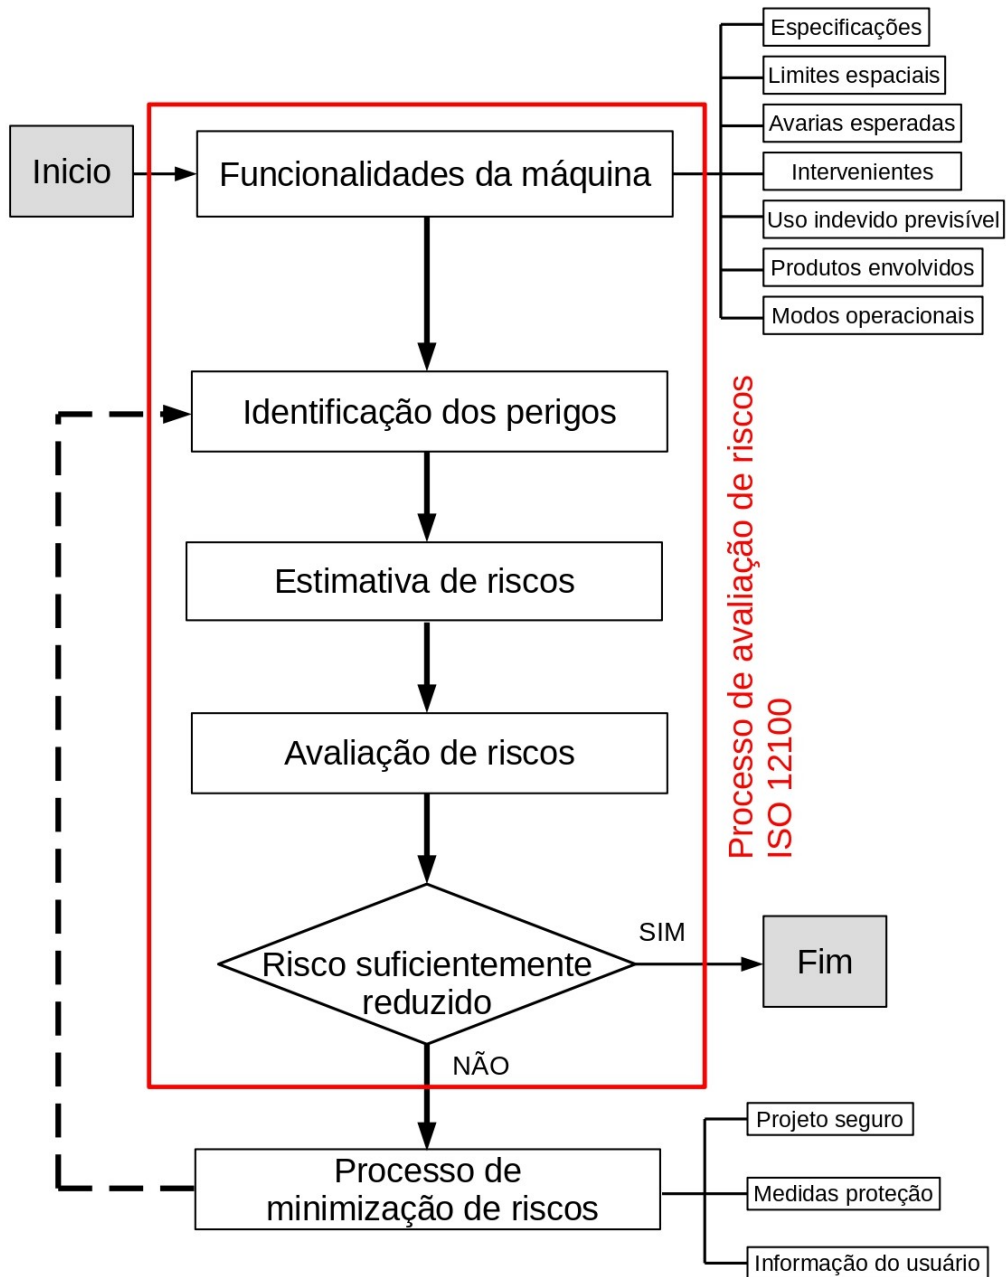 Especificações
Limites espaciais
Avarias esperadas
Inicio
Funcionalidades da máquina
Intervenientes
Uso indevido previsível
Produtos envolvidos
Modos operacionais
Identificação dos perigos
Estimativa de riscos
Avaliação de riscos
Processo de avaliação de riscos
ISO 12100
SIM
Risco suficientemente
reduzido
Fim
NÃO
Projeto seguro
Processo de
minimização de riscos
Medidas proteção
Informação do usuário